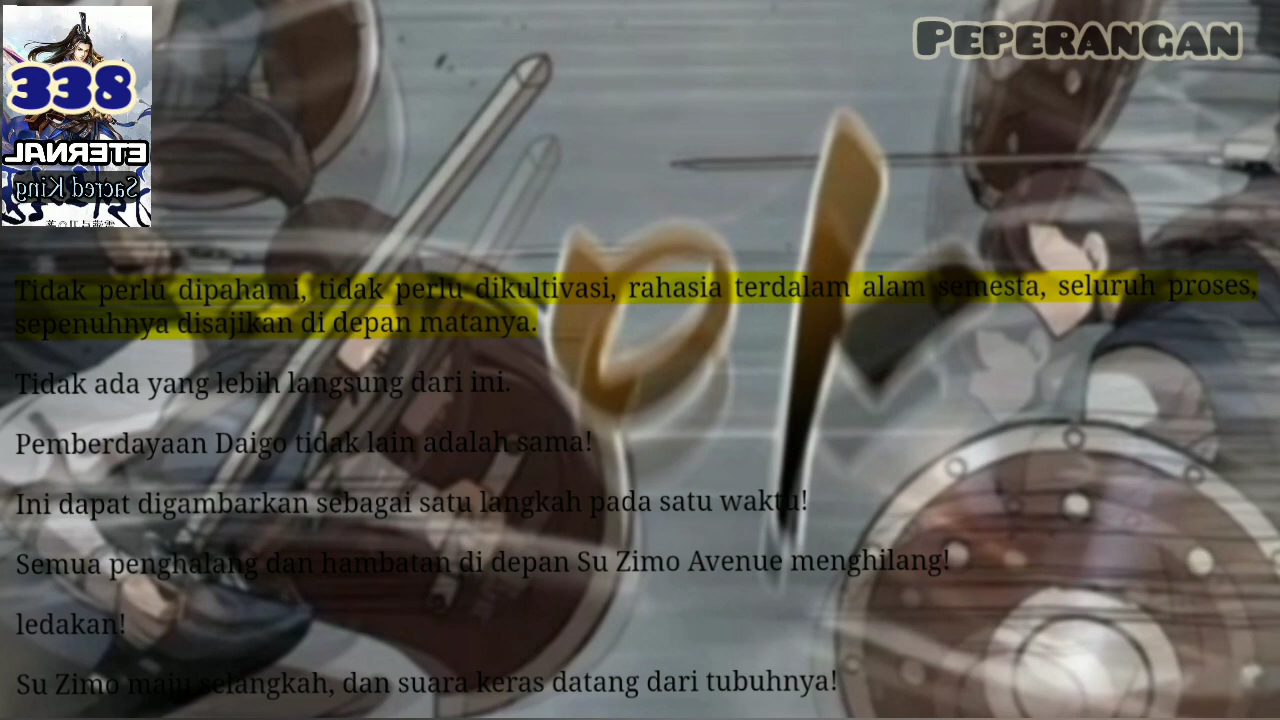 338
ETERNAL
Sacred King
PEPERANGAN
Tidak perlu dipahami, tidak perlu dikultivasi, rahasia terdalam alam semesta, seluruh proses,
sepenuhnya disajikan di depan matanya.
Tidak ada yang lebih langsung dari ini.
Pemberdayaan Daigo tidak lain adalah sama!
Ini dapat digambarkan sebagai satu langkah pada satu waktu!
Semua penghalang dan hambatan di depan Su Zimo Avenue menghilang!
ledakan!
Su Zimo maju selangkah, dan suara keras datang dari tubuhnya!